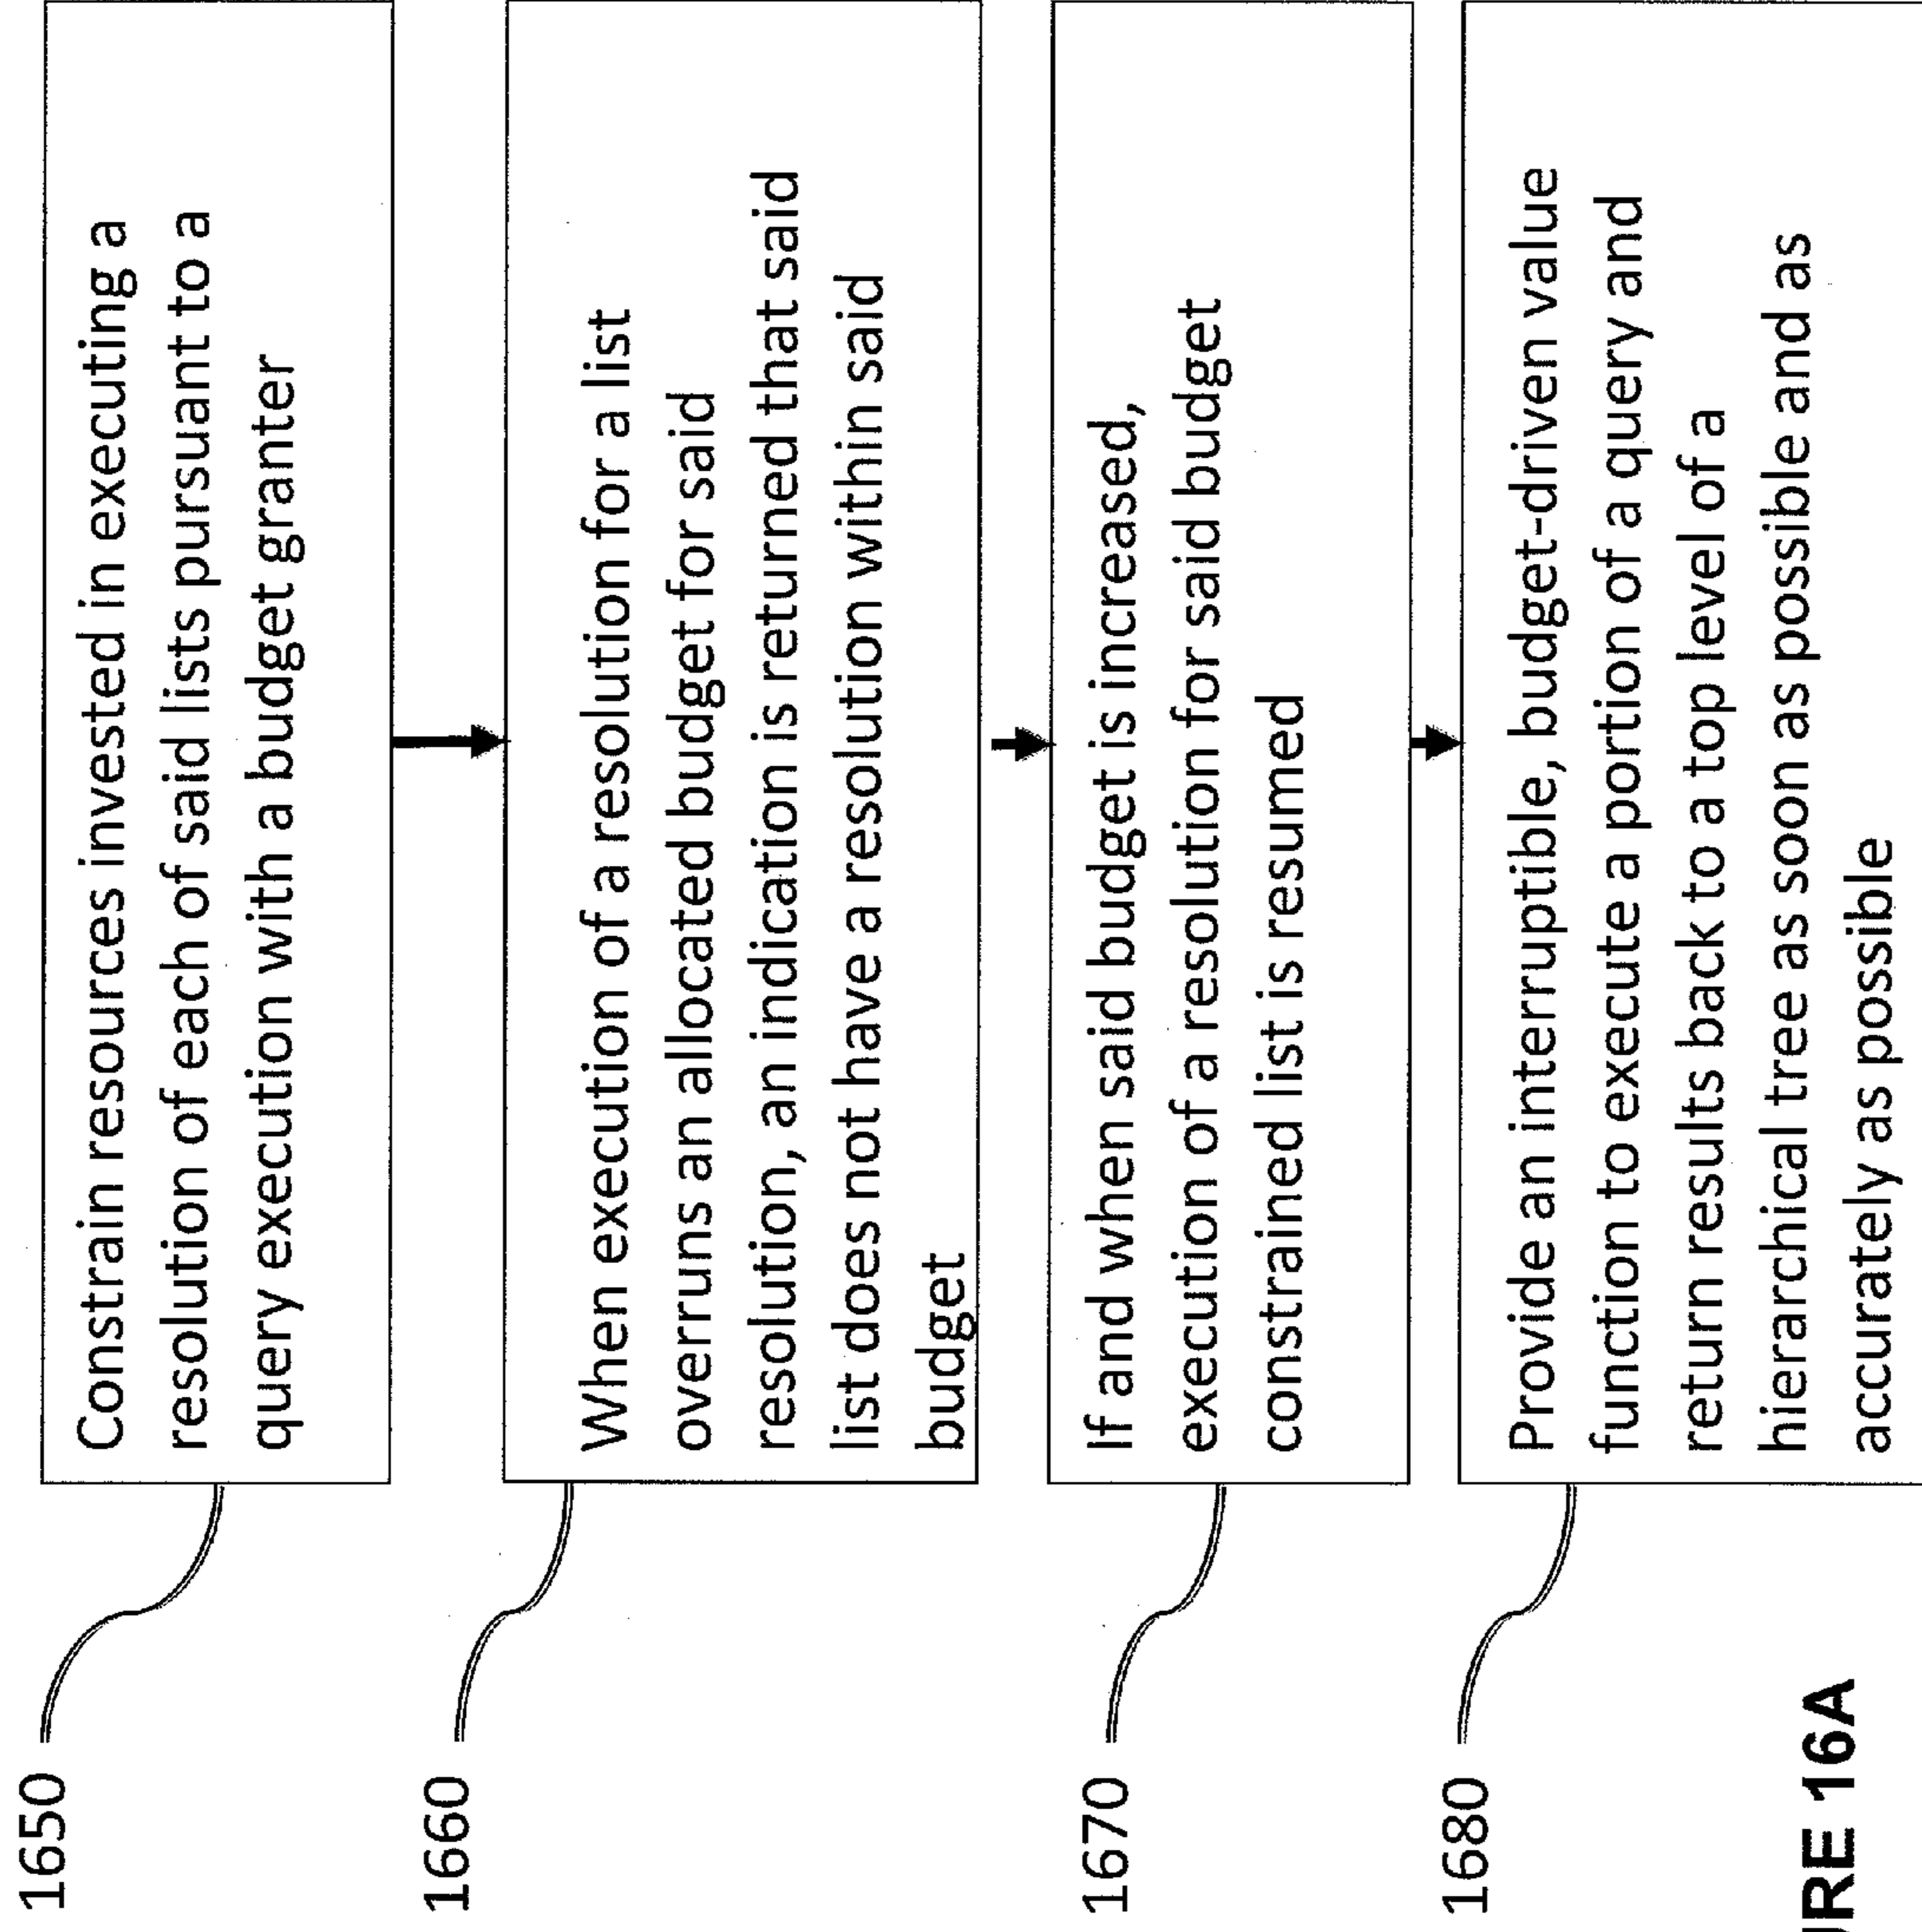 1650
Constrain resources invested in executing a
resolution of each of said lists pursuant to a
query execution with a budget granter
1660
When execution of a resolution for a list
overruns an allocated budget for said
resolution, an indication is returned that said
list does not have a resolution within said
budget
1670
If and when said budget is increased,
execution of a resolution for said budget
constrained list is resumed
1680
Provide an interruptible, budget-driven value
function to execute a portion of a query and
return results back to a top level of a
hierarchical tree as soon as possible and as
accurately as possible
16A